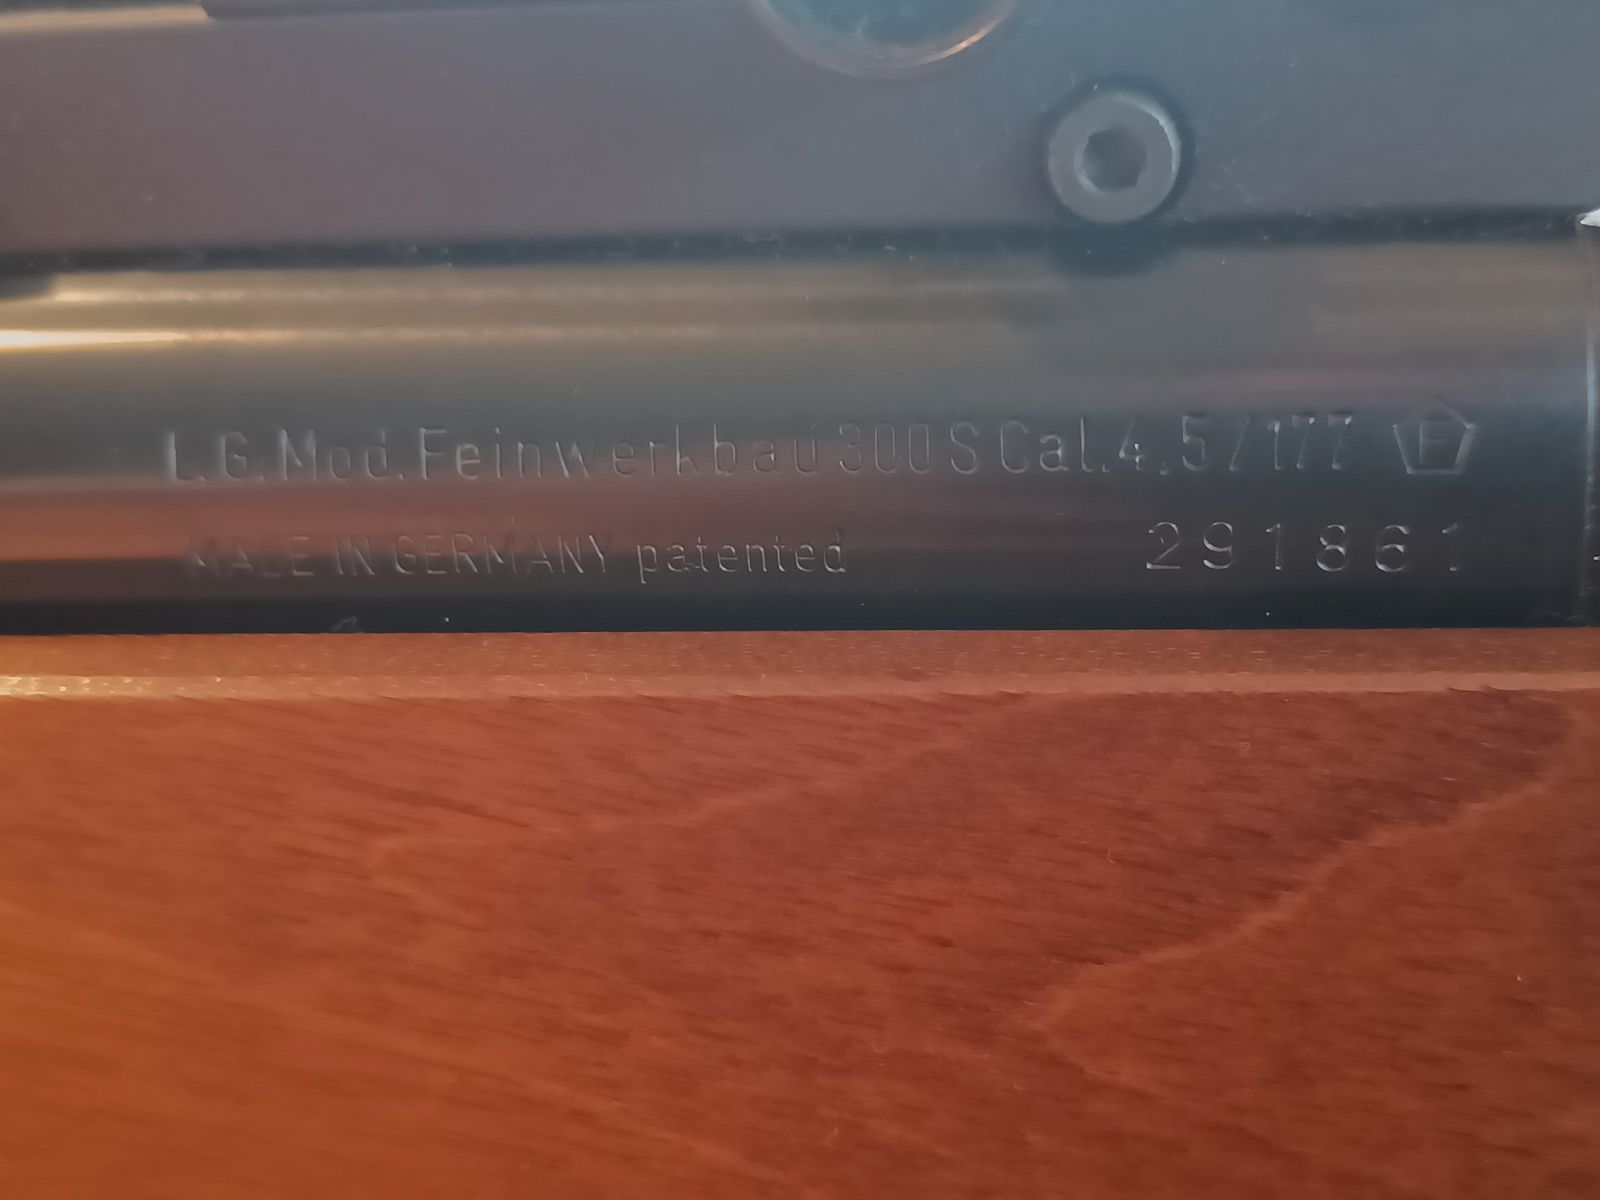 L.G.Mod.Feinwerkbau 300 S Cal.4,5/177 F
MADE IN GERMANY patented 291861